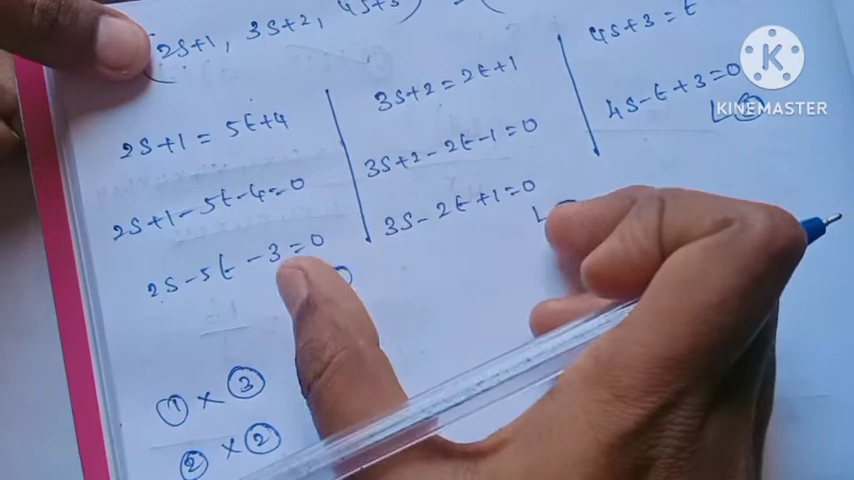 2s+1, 3s+2, 4s+3
2s+1 = 5t+4
2s+1-5t-4=0
2s-5t-3=0
3s+2=2t+1
3s+2-2t-1=0
3s-2t+1=0
4s+3=t
4s-t+3=0
③
① × ③
② × ②
K
KINEMASTER